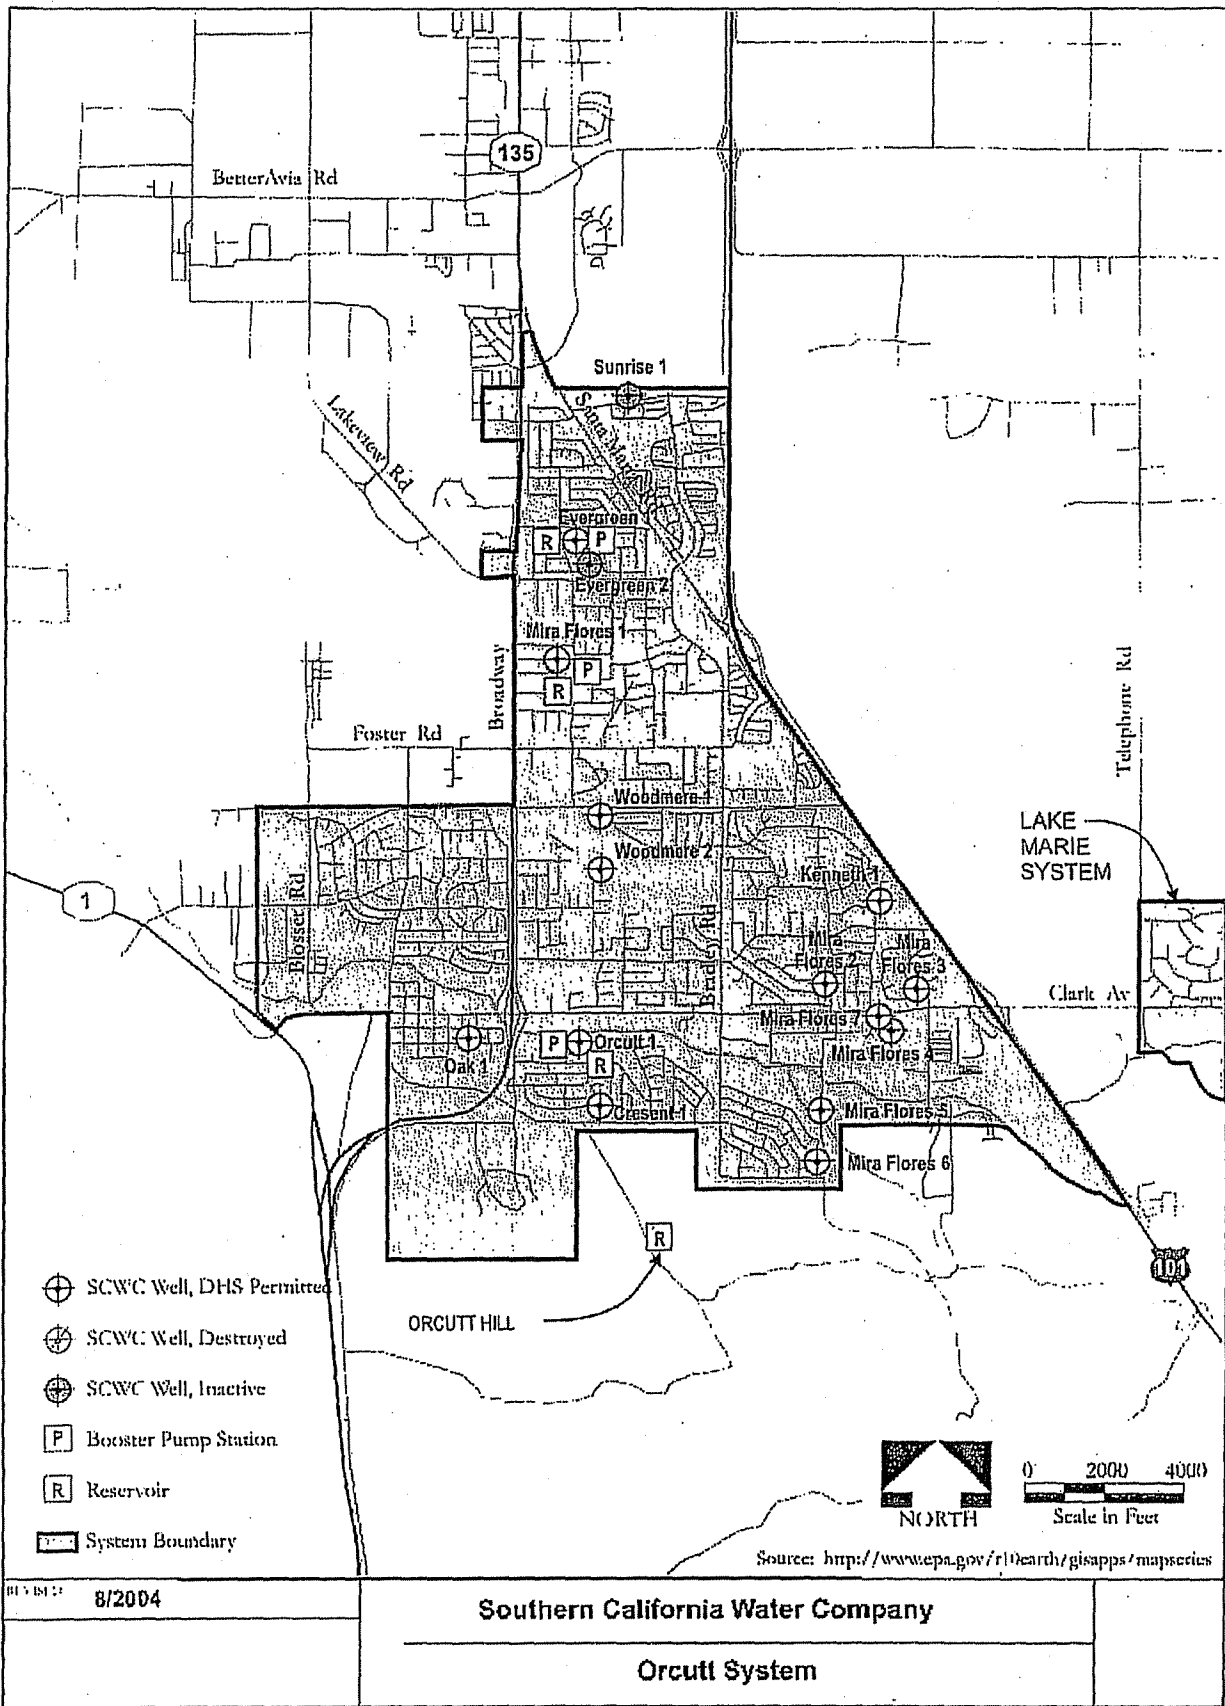 135
BetterAvia Rd
Sunrise 1
Lakeview Rd
Evergreen
R
P
Evergreen 2
Mira Flores 1
P
R
Broadway
Foster Rd
Telephone Rd
Woodmere 1
Woodmere 2
LAKE
MARIE
SYSTEM
Kenneth 1
1
Blosser Rd
Bradley Rd
Mira
Flores 2
Mira
Flores 3
Clark Av
Mira Flores 7
Mira Flores 4
Oak 1
P
Orcutt 1
R
Cresent 1
Mira Flores 5
Mira Flores 6
R
101
ORCUTT HILL
SCWC Well, DHS Permitted
SCWC Well, Destroyed
SCWC Well, Inactive
P Booster Pump Station
R Reservoir
System Boundary
NORTH
0 2000 4000
Scale in Feet
Source: http://www.epa.gov/r10earth/gisapps/mapseries
8/2004
Southern California Water Company
Orcutt System